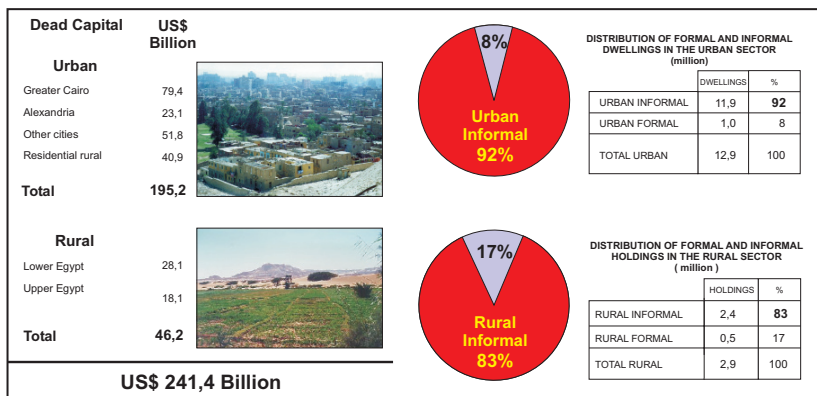 Dead Capital US$ Billion
Urban
Greater Cairo 79,4
Alexandria 23,1
Other cities 51,8
Residential rural 40,9
Total 195,2
Rural
Lower Egypt 28,1
Upper Egypt 18,1
Total 46,2
US$ 241,4 Billion
8%
Urban
Informal
92%
DISTRIBUTION OF FORMAL AND INFORMAL
DWELLINGS IN THE URBAN SECTOR
(million)
DWELLINGS %
URBAN INFORMAL 11,9 92
URBAN FORMAL 1,0 8
TOTAL URBAN 12,9 100
17%
Rural
Informal
83%
DISTRIBUTION OF FORMAL AND INFORMAL
HOLDINGS IN THE RURAL SECTOR
( million )
HOLDINGS %
RURAL INFORMAL 2,4 83
RURAL FORMAL 0,5 17
TOTAL RURAL 2,9 100